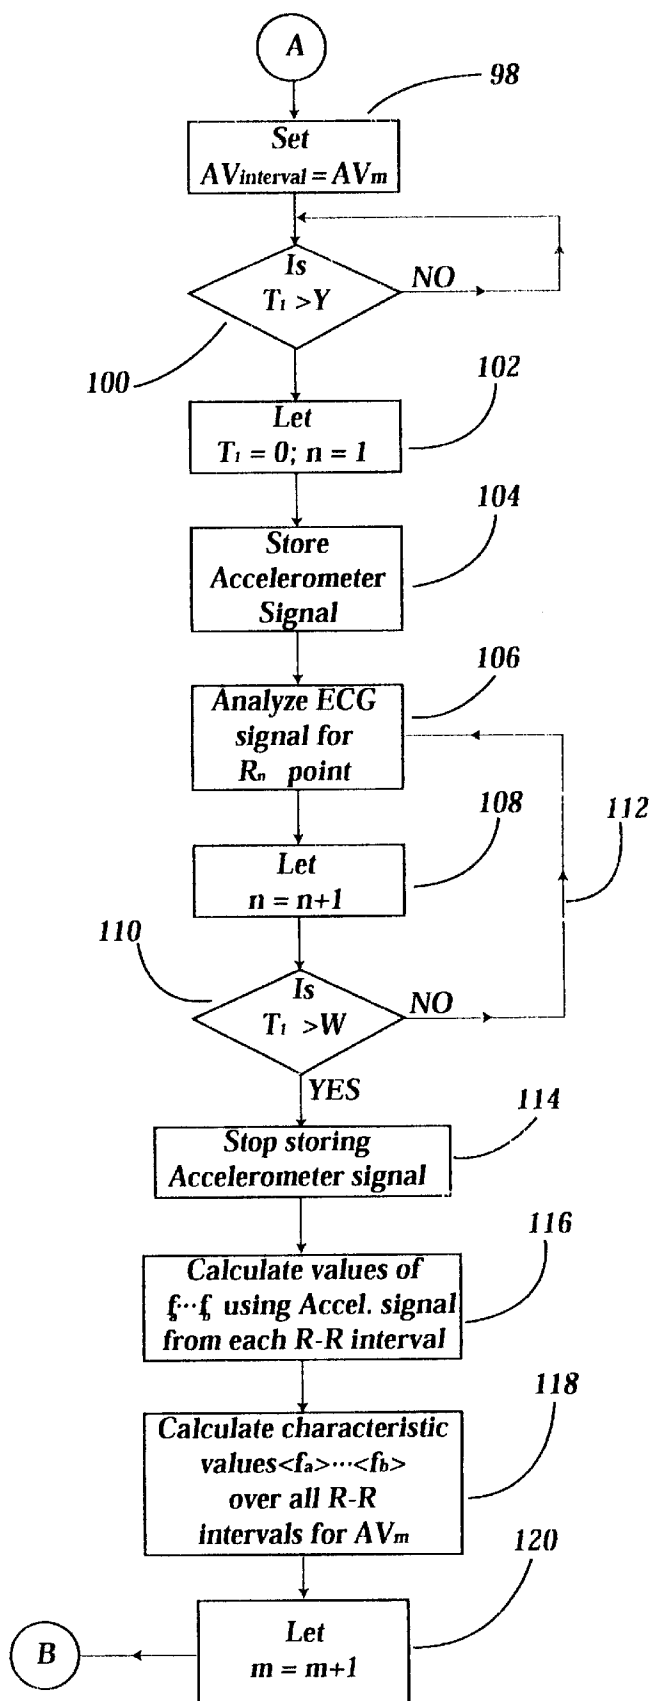 A
98
Set
AVinterval = AVm
Is
T1 >Y
NO
100
102
Let
T1 = 0; n = 1
104
Store
Accelerometer
Signal
106
Analyze ECG
signal for
Rn point
108
112
Let
n = n+1
110
Is
T1 >W
NO
YES
114
Stop storing
Accelerometer signal
116
Calculate values of
fa...fb using Accel. signal
from each R-R interval
118
Calculate characteristic
values<fa>...<fb>
over all R-R
intervals for AVm
120
Let
m = m+1
B